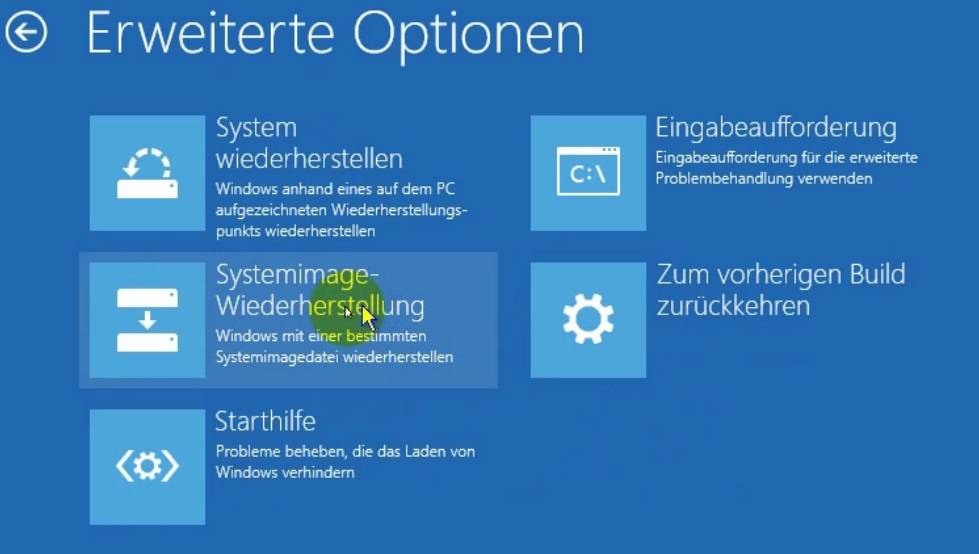 Erweiterte Optionen
System
wiederherstellen
Windows anhand eines auf dem PC
aufgezeichneten Wiederherstellungs-
punkts wiederherstellen
Systemimage-
Wiederherstellung
Windows mit einer bestimmten
Systemimagedatei wiederherstellen
Starthilfe
Probleme beheben, die das Laden von
Windows verhindern
C:\
Eingabeaufforderung
Eingabeaufforderung für die erweiterte
Problembehandlung verwenden
Zum vorherigen Build
zurückkehren